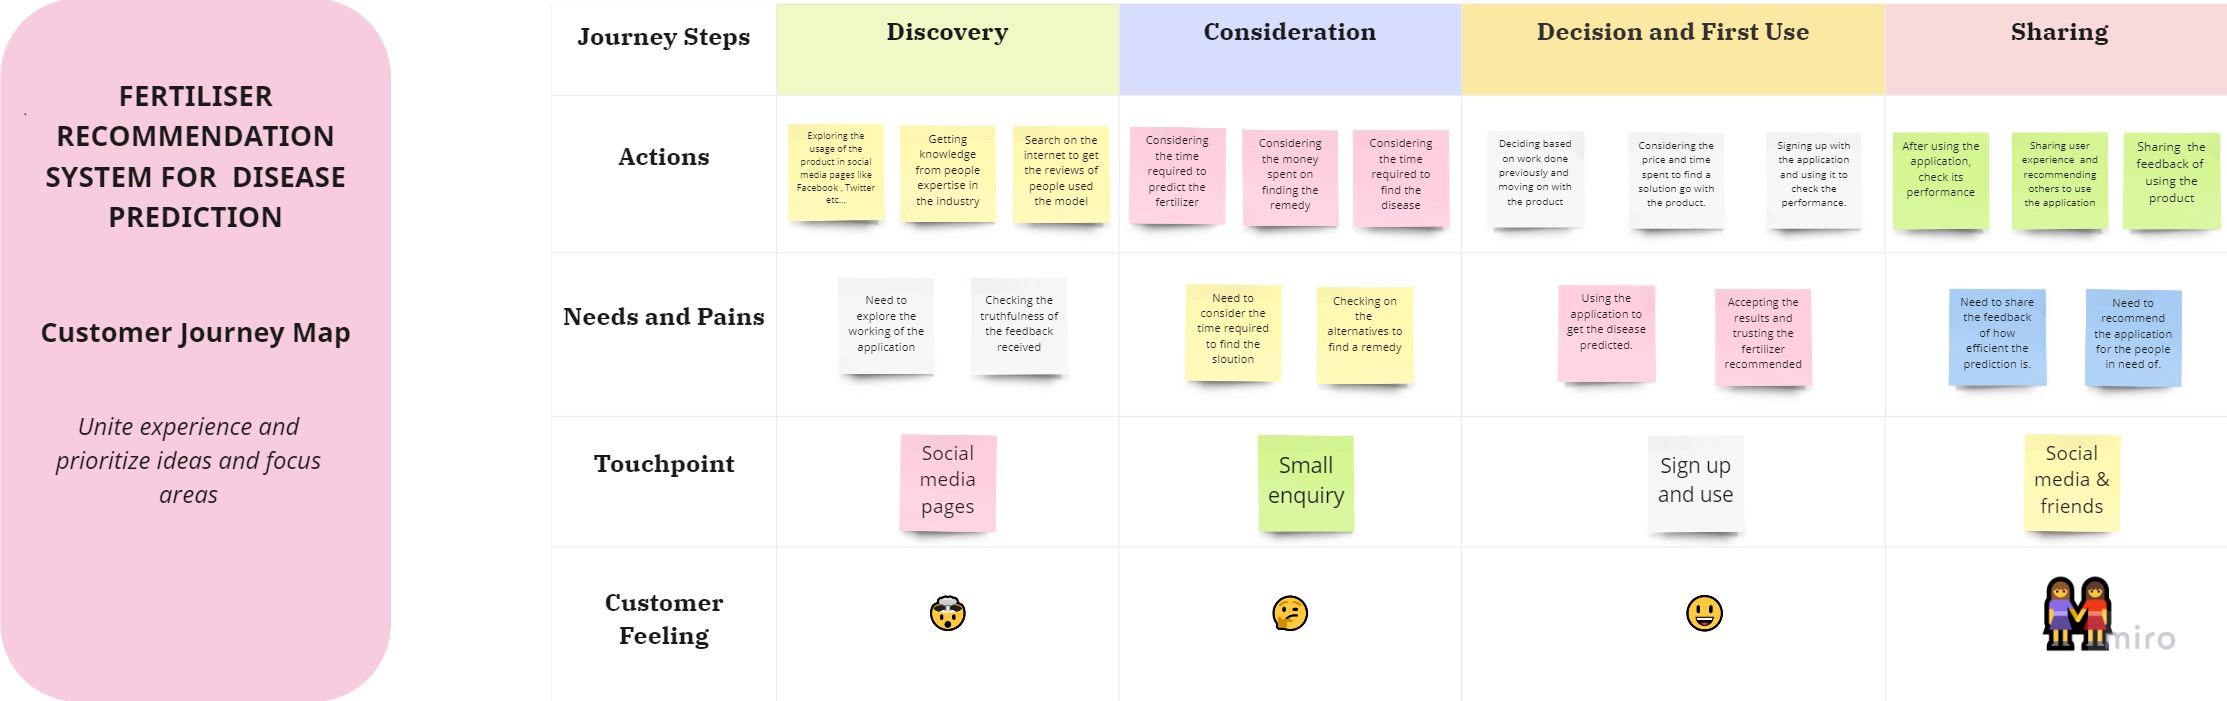 FERTILISER
RECOMMENDATION
SYSTEM FOR DISEASE
PREDICTION
Customer Journey Map
Unite experience and
prioritize ideas and focus
areas
Journey Steps
Discovery
Consideration
Decision and First Use
Sharing
Actions
Exploring the
usage of the
product in social
media pages like
Facebook , Twitter
etc...
Getting
knowledge
from people
expertise in
the industry
Search on the
internet to get
the reviews of
people used
the model
Considering
the time
required to
predict the
fertilizer
Considering
the money
spent on
finding the
remedy
Considering
the time
required to
find the
disease
Deciding based
on work done
previously and
moving on with
the product
Considering the
price and time
spent to find a
solution go with
the product.
Signing up with
the application
and using it to
check the
performance.
After using the
application,
check its
performance
Sharing user
experience and
recommending
others to use
the application
Sharing the
feedback of
using the
product
Needs and Pains
Need to
explore the
working of the
application
Checking the
truthfulness of
the feedback
received
Need to
consider the
time required
to find the
sloution
Checking on
the
alternatives to
find a remedy
Using the
application to
get the disease
predicted.
Accepting the
results and
trusting the
fertilizer
recommended
Need to share
the feedback
of how
efficient the
prediction is.
Need to
recommend
the application
for the people
in need of.
Touchpoint
Social
media
pages
Small
enquiry
Sign up
and use
Social
media &
friends
Customer
Feeling
miro